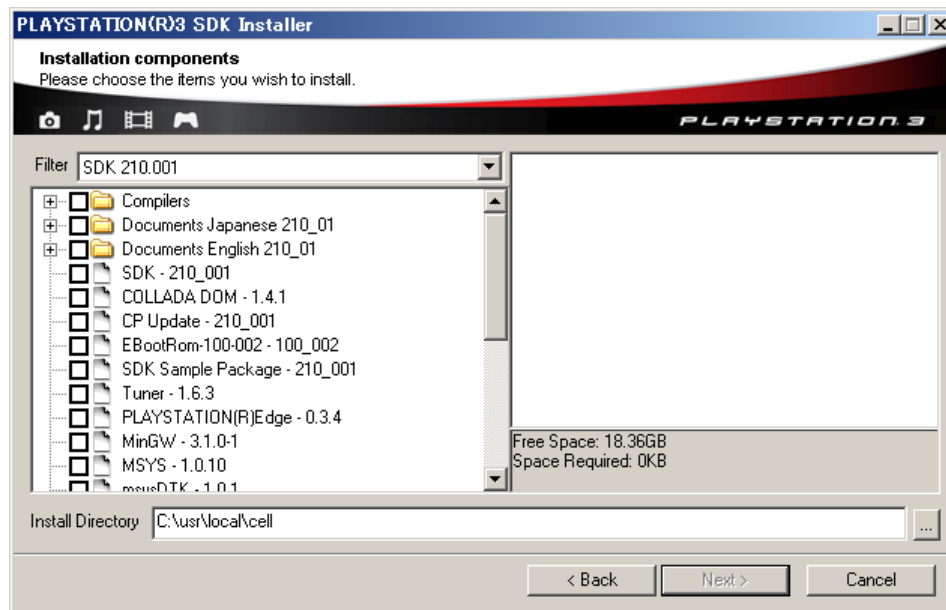 PLAYSTATION(R)3 SDK Installer
Installation components
Please choose the items you wish to install.
PLAYSTATION 3
Filter SDK 210.001
Compilers
Documents Japanese 210_01
Documents English 210_01
SDK - 210_001
COLLADA DOM - 1.4.1
CP Update - 210_001
EBootRom-100-002 - 100_002
SDK Sample Package - 210_001
Tuner - 1.6.3
PLAYSTATION(R)Edge - 0.3.4
MinGW - 3.1.0-1
MSYS - 1.0.10
msysDTK - 1.0.1
Free Space: 18.36GB
Space Required: 0KB
Install Directory C:\usr\local\cell ...
< Back Next > Cancel